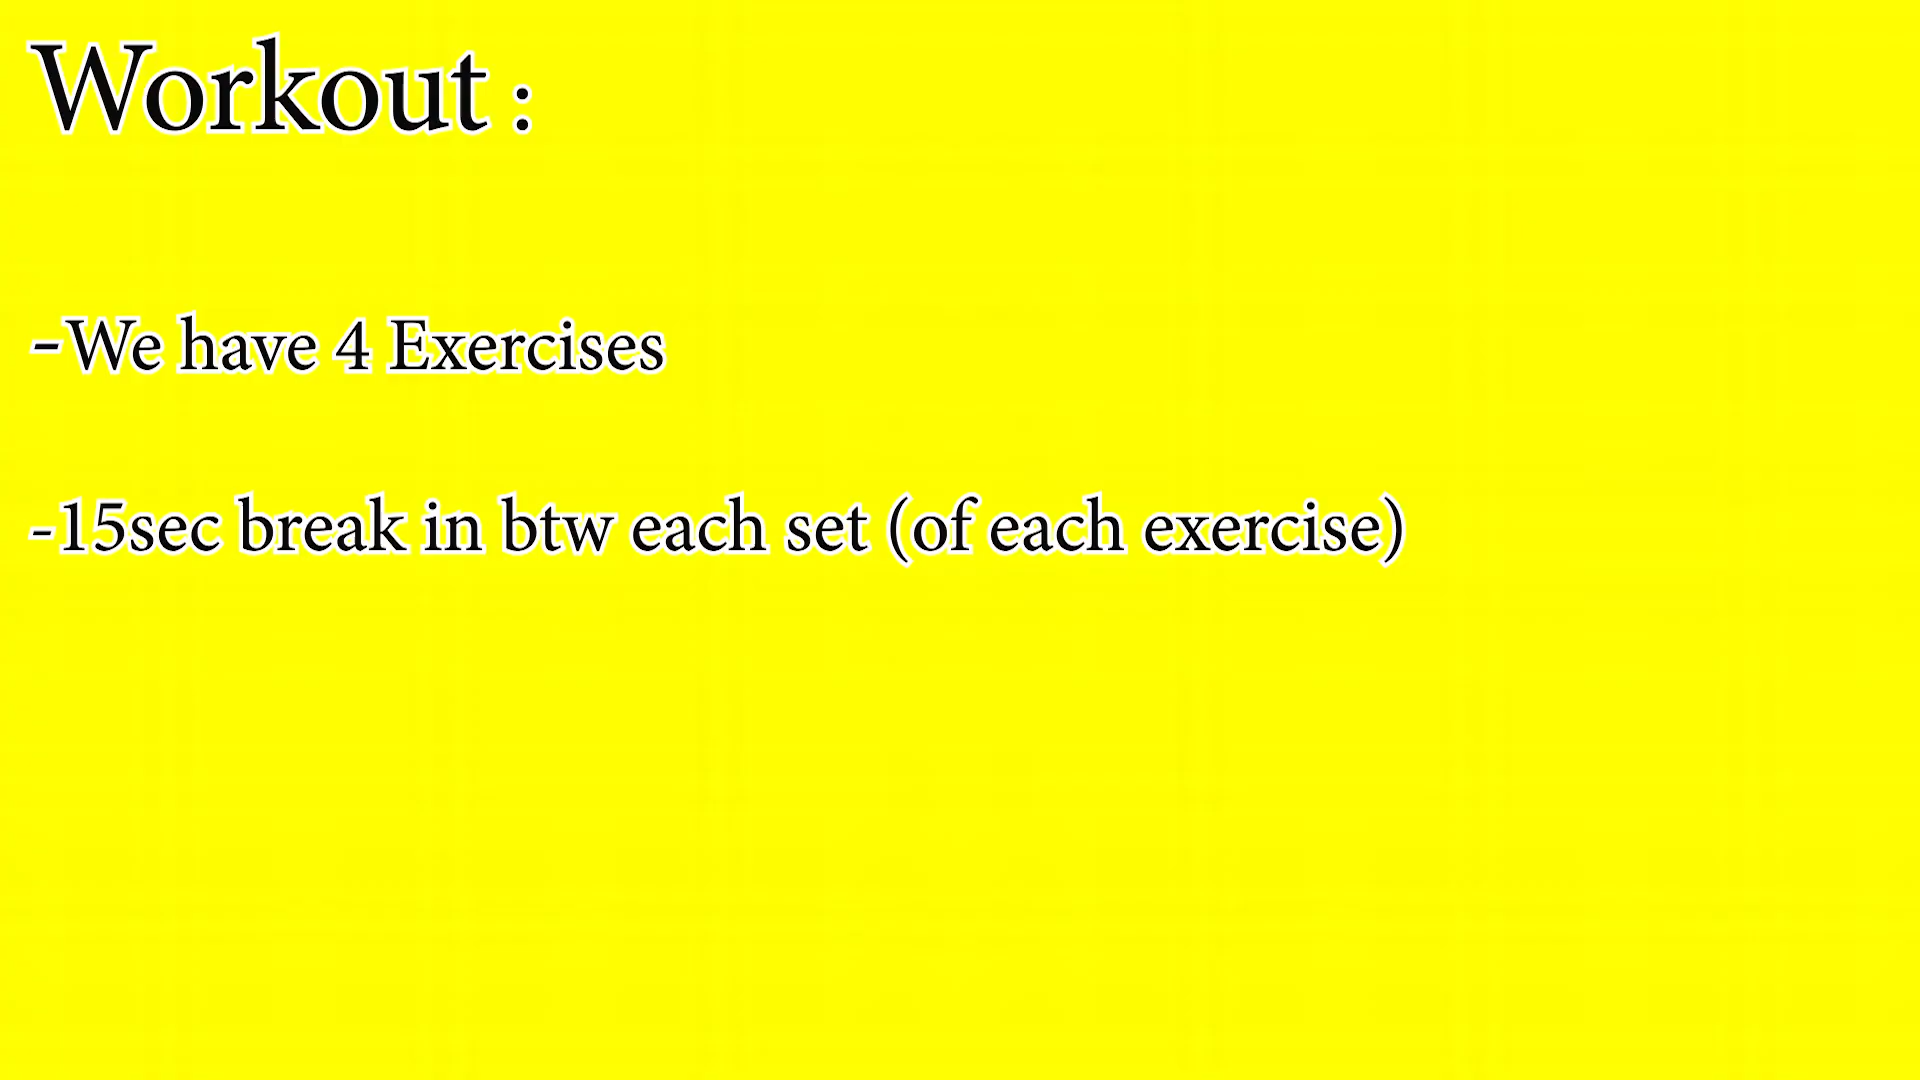 Workout :
-We have 4 Exercises
-15sec break in btw each set (of each exercise)